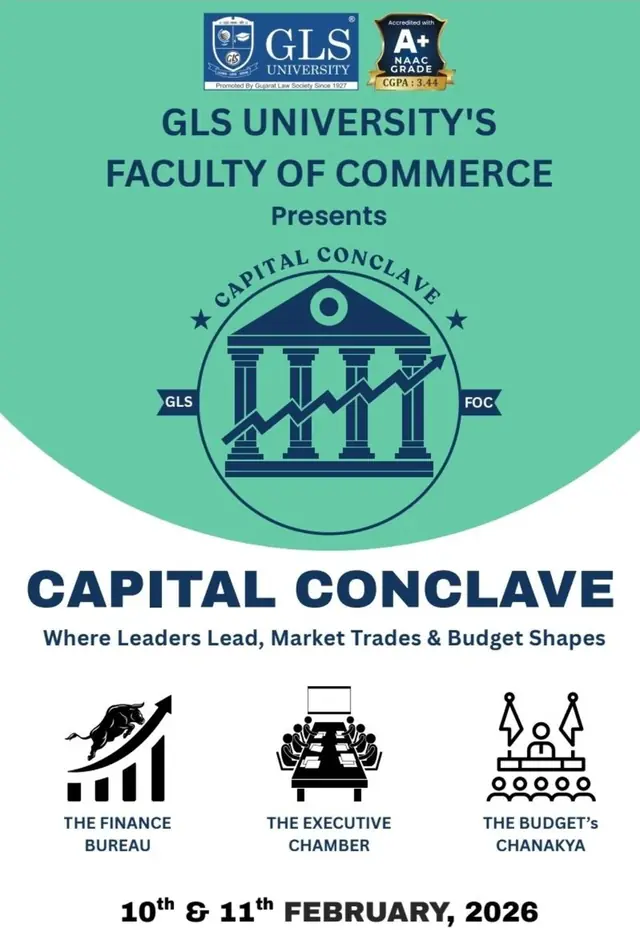 GLS
UNIVERSITY
®
Promoted By Gujarat Law Society Since 1927
Accredited with
A+
NAAC
GRADE
CGPA : 3.44
GLS UNIVERSITY'S
FACULTY OF COMMERCE
Presents
CAPITAL CONCLAVE
GLS
FOC
CAPITAL CONCLAVE
Where Leaders Lead, Market Trades & Budget Shapes
THE FINANCE
BUREAU
THE EXECUTIVE
CHAMBER
THE BUDGET's
CHANAKYA
10th & 11th FEBRUARY, 2026